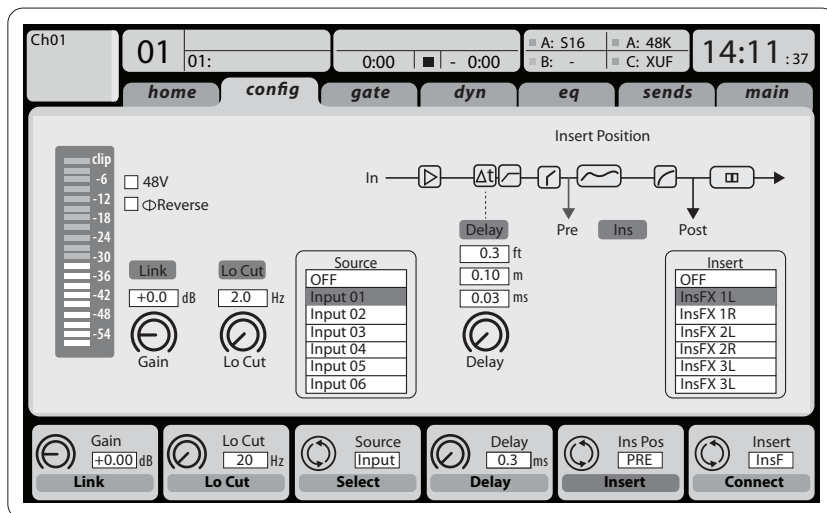 Ch01
01
01:
0:00
- 0:00
A: S16
A: 48K
B: -
C: XUF
14:11 :37
home
config
gate
dyn
eq
sends
main
Insert Position
clip
-6
-12
-18
-24
-30
-36
-42
-48
-54
48V
ΦReverse
In
Delay
Pre
Ins
Post
0.3 ft
0.10 m
0.03 ms
Delay
Link
+0.0 dB
Gain
Lo Cut
2.0 Hz
Lo Cut
Source
OFF
Input 01
Input 02
Input 03
Input 04
Input 05
Input 06
Insert
OFF
InsFX 1L
InsFX 1R
InsFX 2L
InsFX 2R
InsFX 3L
InsFX 3L
Gain
+0.00 dB
Link
Lo Cut
20 Hz
Lo Cut
Source
Input
Select
Delay
0.3 ms
Delay
Ins Pos
PRE
Insert
Insert
InsF
Connect